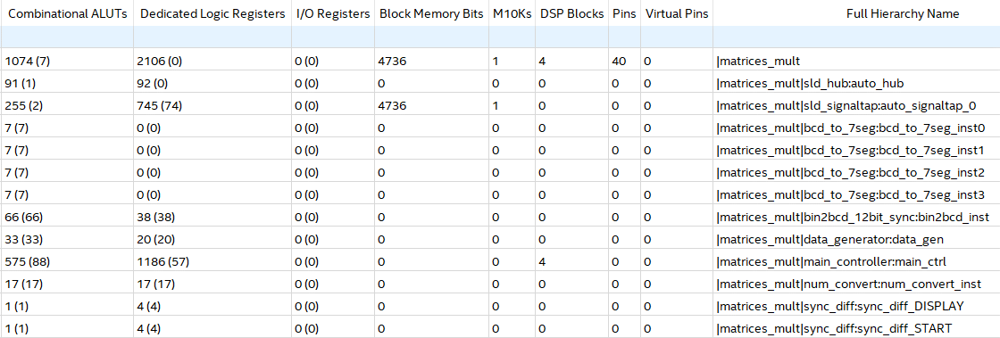 Combinational ALUTs Dedicated Logic Registers I/O Registers Block Memory Bits M10Ks DSP Blocks Pins Virtual Pins Full Hierarchy Name
1074 (7) 2106 (0) 0 (0) 4736 1 4 40 0 |matrices_mult
91 (1) 92 (0) 0 (0) 0 0 0 0 0 |matrices_mult|sld_hub:auto_hub
255 (2) 745 (74) 0 (0) 4736 1 0 0 0 |matrices_mult|sld_signaltap:auto_signaltap_0
7 (7) 0 (0) 0 (0) 0 0 0 0 0 |matrices_mult|bcd_to_7seg:bcd_to_7seg_inst0
7 (7) 0 (0) 0 (0) 0 0 0 0 0 |matrices_mult|bcd_to_7seg:bcd_to_7seg_inst1
7 (7) 0 (0) 0 (0) 0 0 0 0 0 |matrices_mult|bcd_to_7seg:bcd_to_7seg_inst2
7 (7) 0 (0) 0 (0) 0 0 0 0 0 |matrices_mult|bcd_to_7seg:bcd_to_7seg_inst3
66 (66) 38 (38) 0 (0) 0 0 0 0 0 |matrices_mult|bin2bcd_12bit_sync:bin2bcd_inst
33 (33) 20 (20) 0 (0) 0 0 0 0 0 |matrices_mult|data_generator:data_gen
575 (88) 1186 (57) 0 (0) 0 0 4 0 0 |matrices_mult|main_controller:main_ctrl
17 (17) 17 (17) 0 (0) 0 0 0 0 0 |matrices_mult|num_convert:num_convert_inst
1 (1) 4 (4) 0 (0) 0 0 0 0 0 |matrices_mult|sync_diff:sync_diff_DISPLAY
1 (1) 4 (4) 0 (0) 0 0 0 0 0 |matrices_mult|sync_diff:sync_diff_START